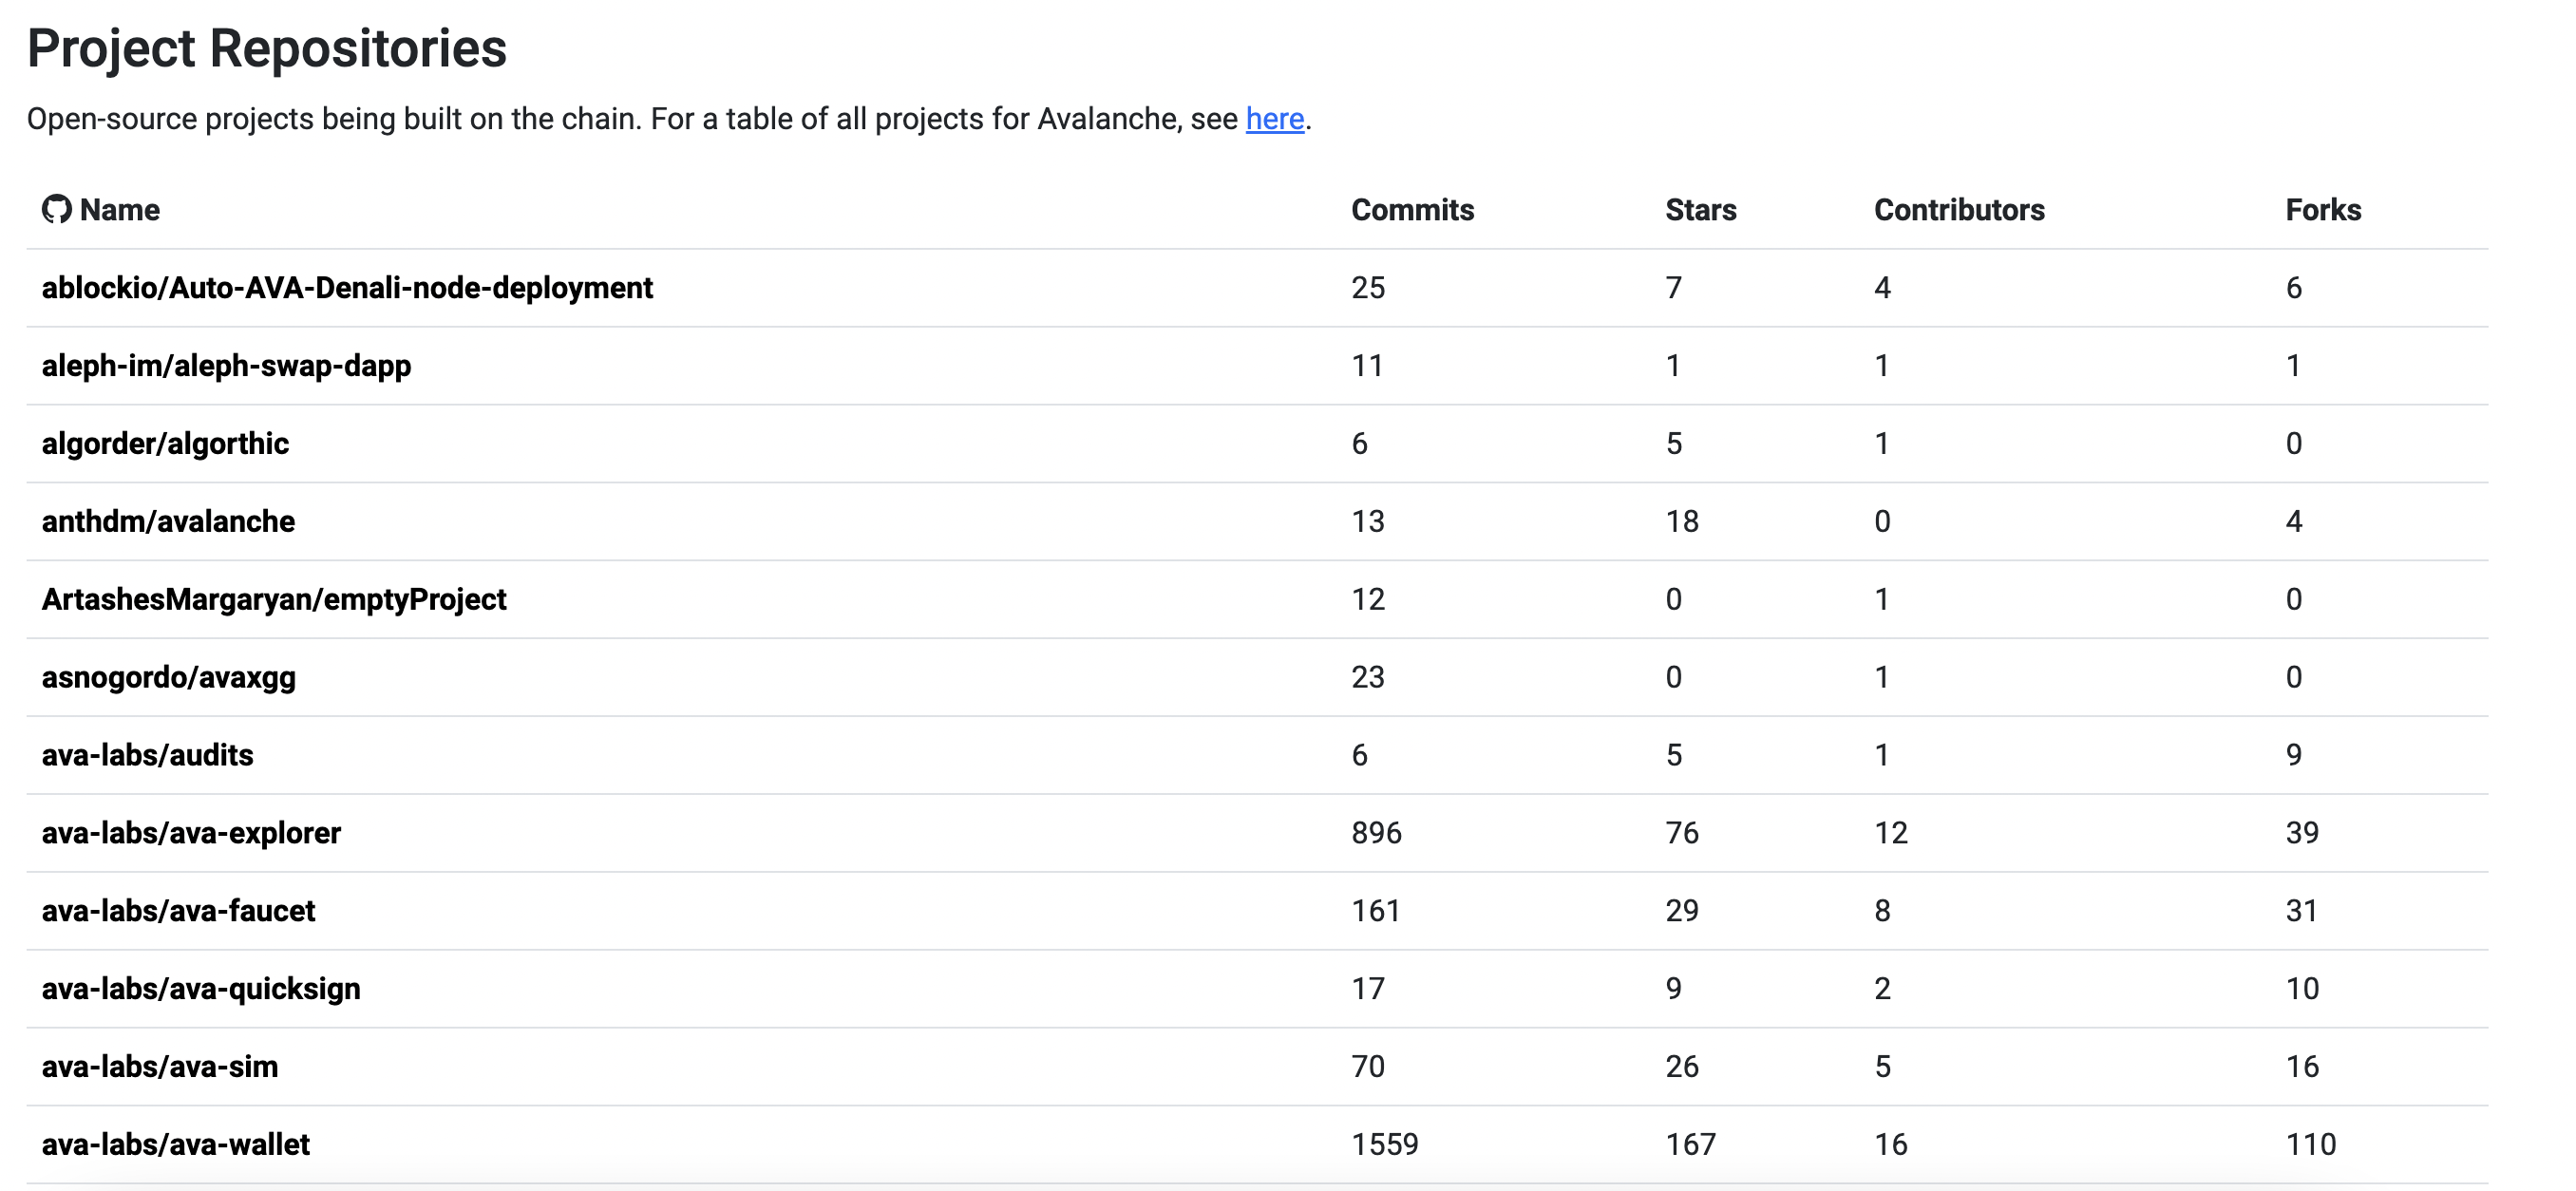 Project Repositories
Open-source projects being built on the chain. For a table of all projects for Avalanche, see here.
Name Commits Stars Contributors Forks
ablockio/Auto-AVA-Denali-node-deployment 25 7 4 6
aleph-im/aleph-swap-dapp 11 1 1 1
algorder/algorthic 6 5 1 0
anthdm/avalanche 13 18 0 4
ArtashesMargaryan/emptyProject 12 0 1 0
asnogordo/avaxgg 23 0 1 0
ava-labs/audits 6 5 1 9
ava-labs/ava-explorer 896 76 12 39
ava-labs/ava-faucet 161 29 8 31
ava-labs/ava-quicksign 17 9 2 10
ava-labs/ava-sim 70 26 5 16
ava-labs/ava-wallet 1559 167 16 110